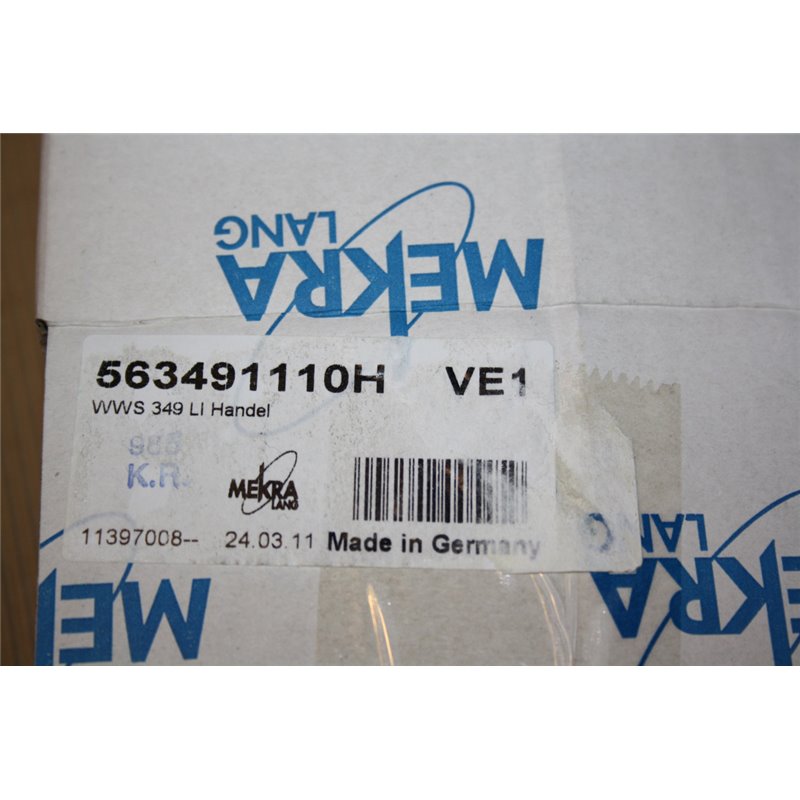 MEKRA
LANG
563491110H VE1
WWS 349 LI Handel
985
K.R.
MEKRA
LANG
11397008-- 24.03.11 Made in Germany
MEKRA
LANG
ME